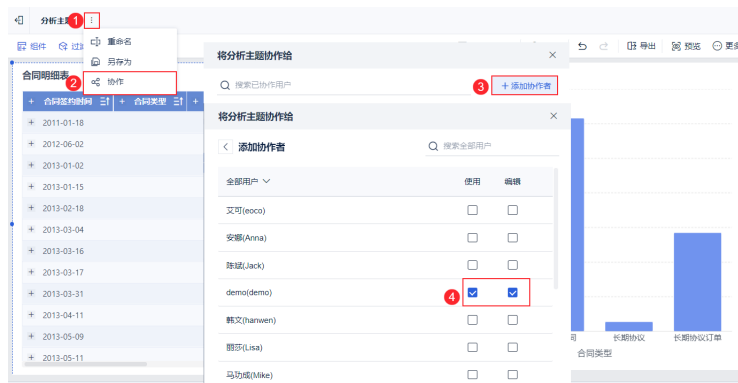 分析主题
1
组件
过滤
重命名
另存为
2
协作
导出
预览
更多
合同明细表
合同签约时间
合同类型
2011-01-18
2012-06-02
2013-01-02
2013-01-15
2013-02-18
2013-03-04
2013-03-16
2013-03-17
2013-03-31
2013-04-11
2013-05-09
2013-05-11
将分析主题协作给
搜索已协作用户
3
+添加协作者
将分析主题协作给
添加协作者
搜索全部用户
全部用户 使用 编辑
艾可(eoco)
安娜(Anna)
陈斌(Jack)
demo(demo)
4
韩文(hanwen)
丽莎(Lisa)
马功成(Mike)
长期协议
长期协议订单
合同类型